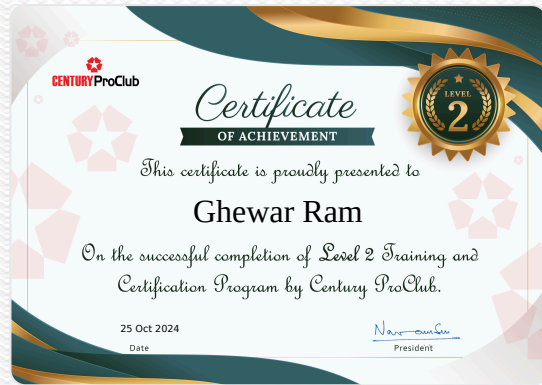 CENTURY ProClub
Certificate
OF ACHIEVEMENT
LEVEL
2
This certificate is proudly presented to
Ghewar Ram
On the successful completion of Level 2 Training and
Certification Program by Century ProClub.
25 Oct 2024
Date
President